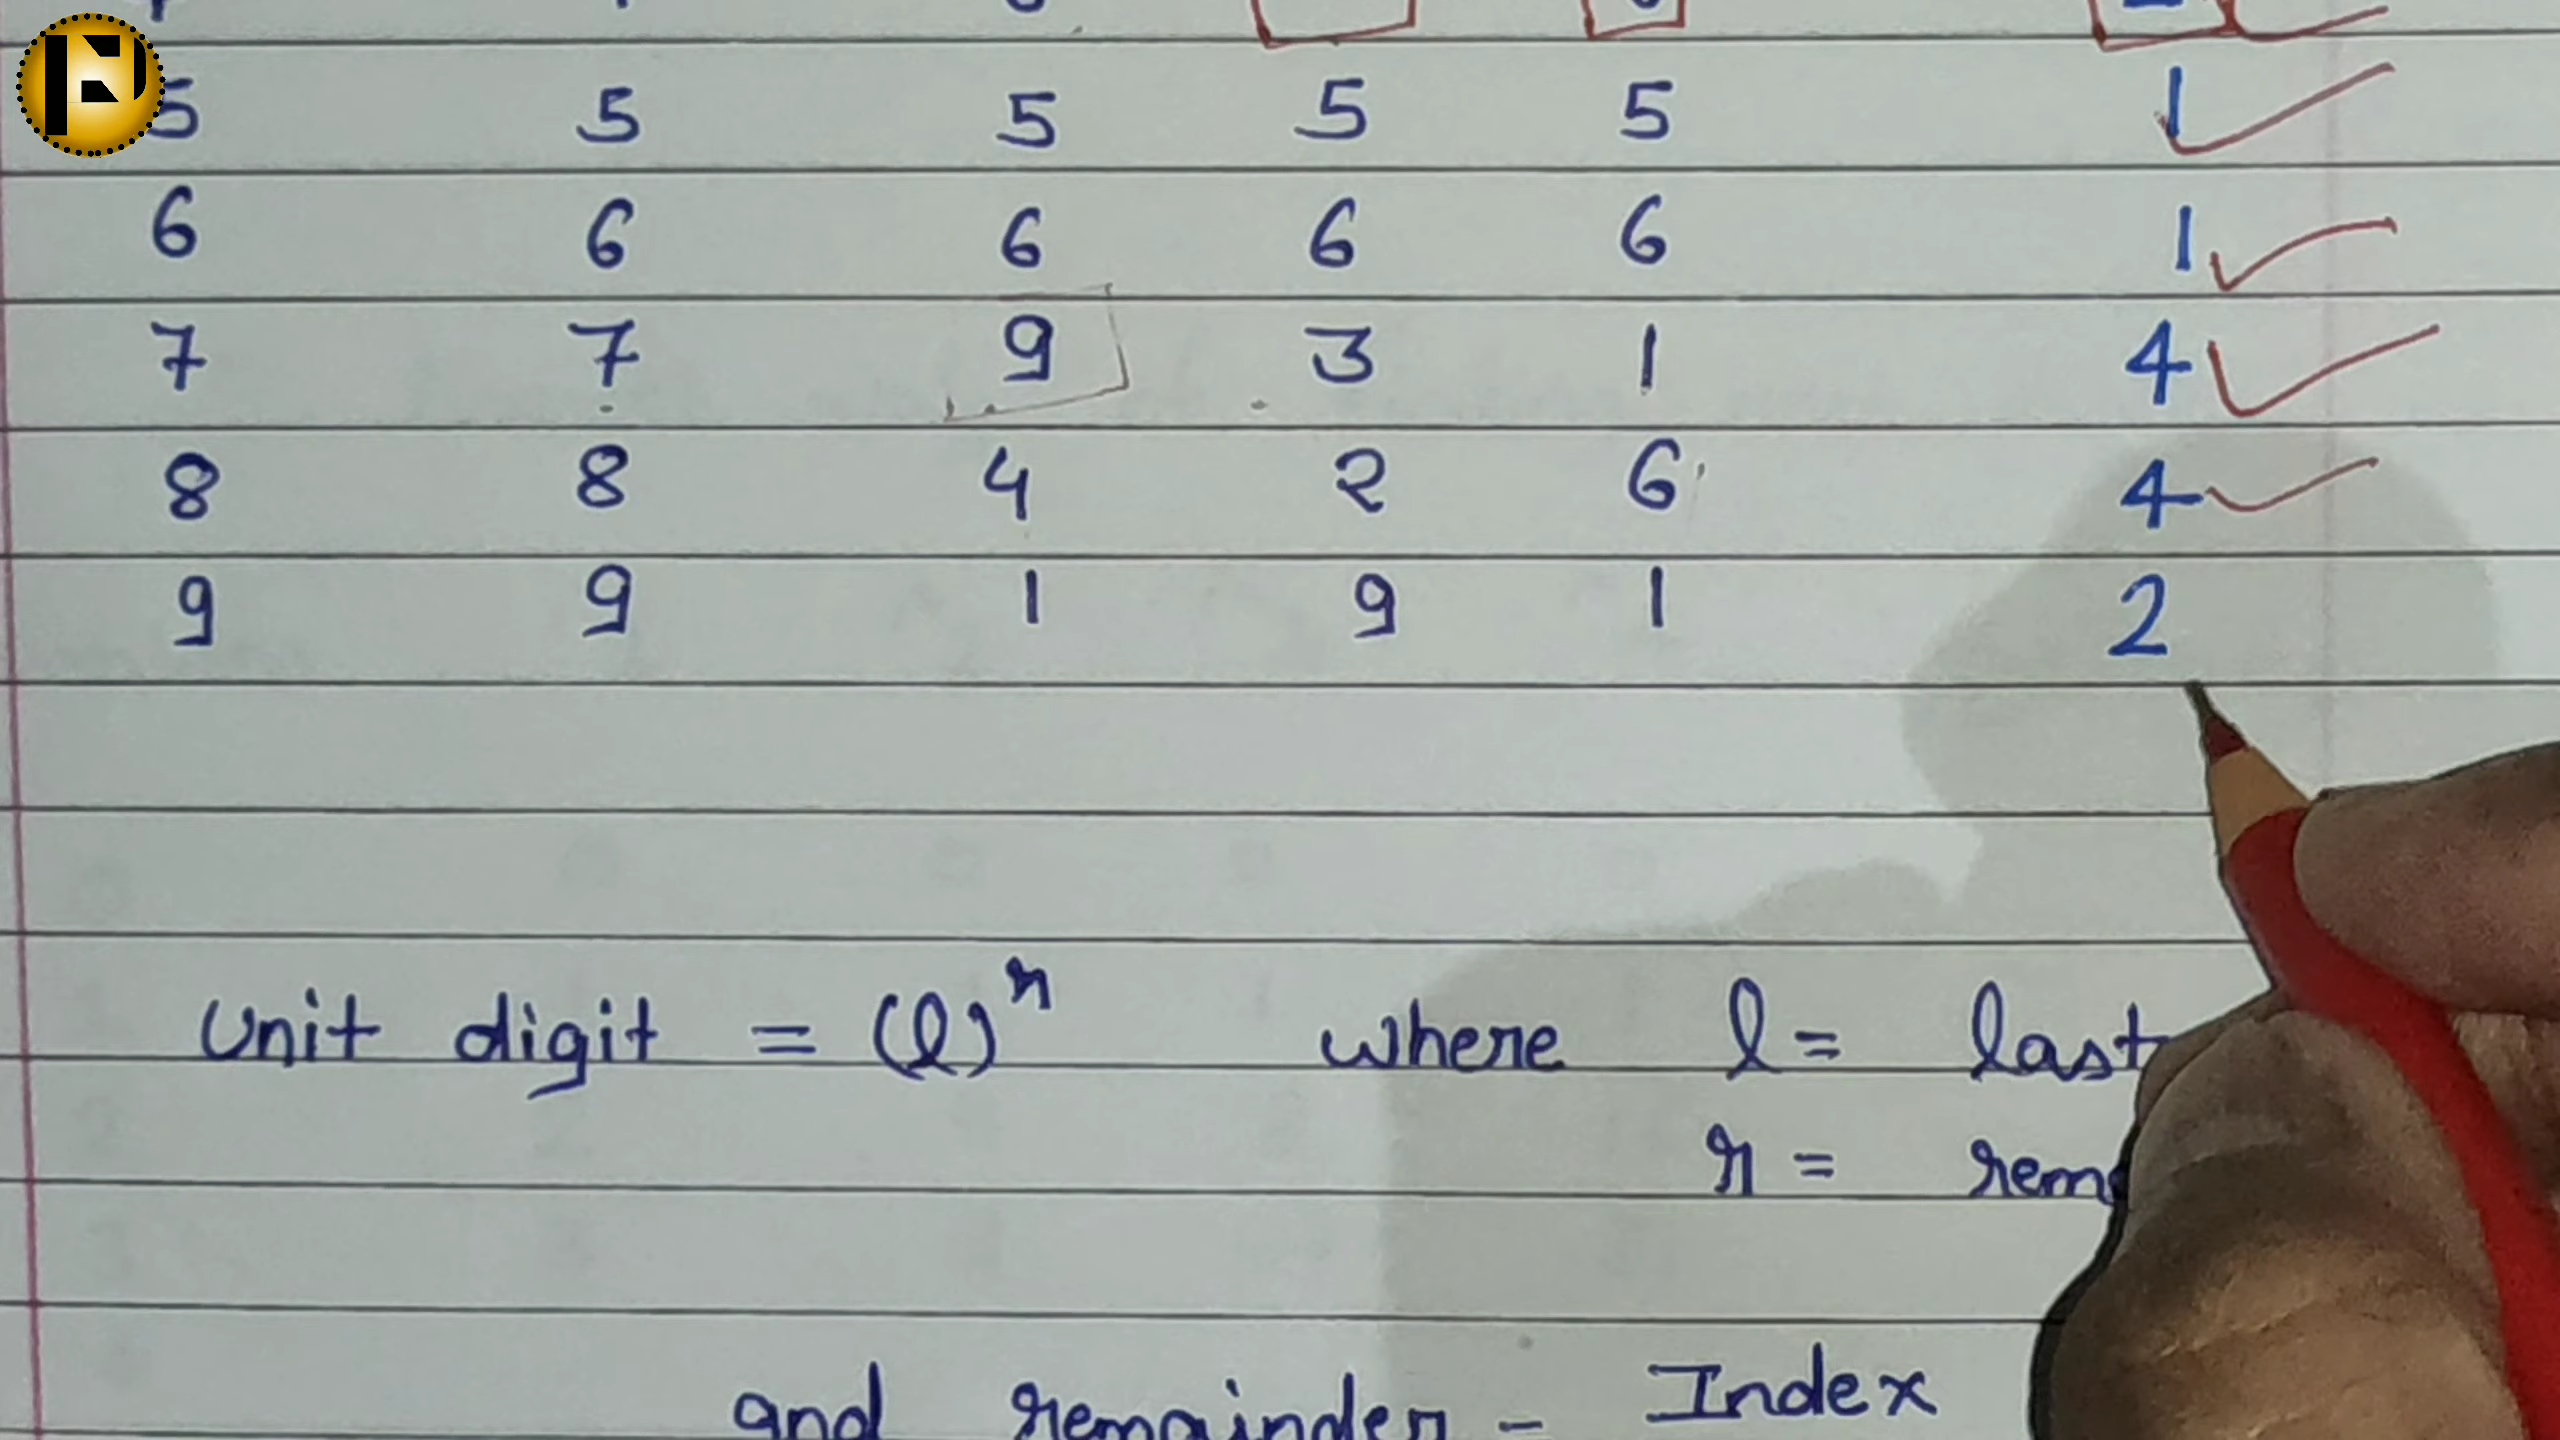 5 5 5 5 5 1
6 6 6 6 6 1
7 7 9 3 1 4
8 8 4 2 6 4
9 9 1 9 1 2
Unit digit = (l)^r where l = last
r =
and remainder = Index